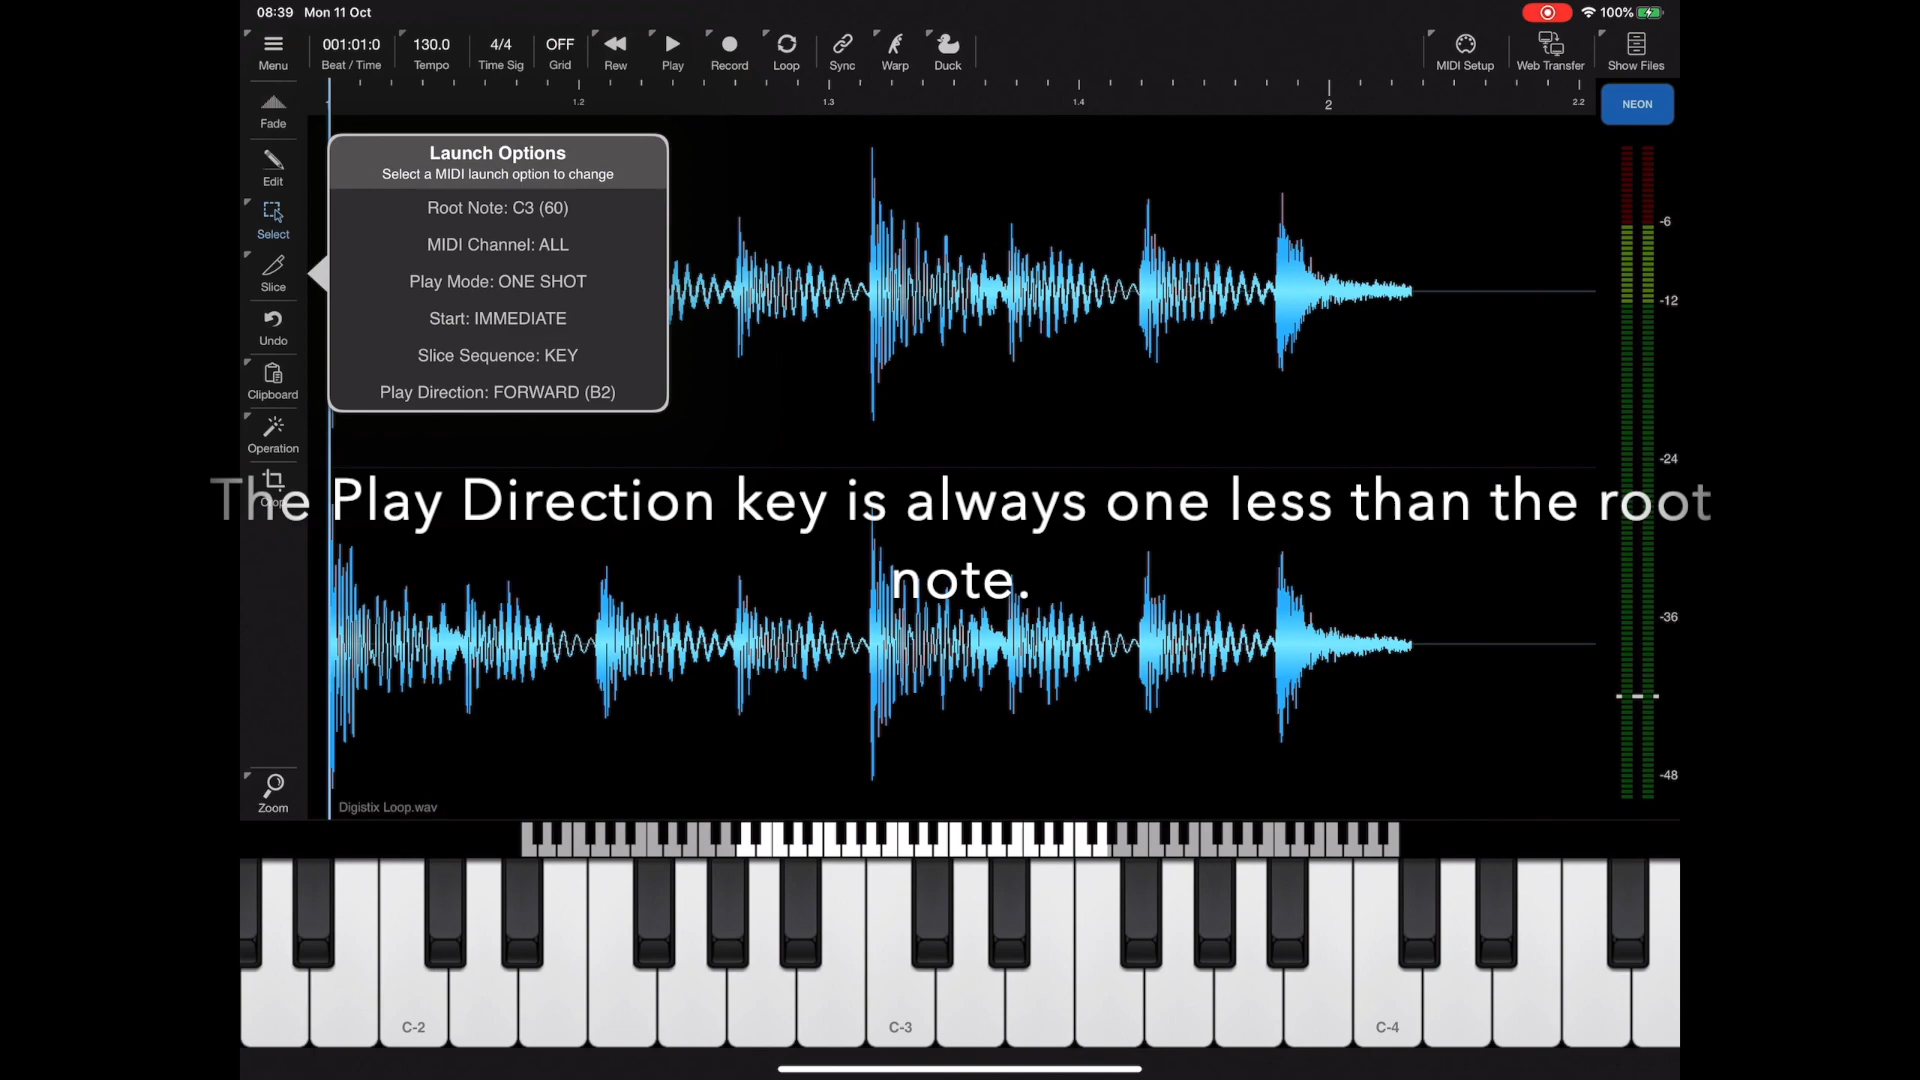 08:39 Mon 11 Oct
100%
Menu
001:01:0
Beat / Time
130.0
Tempo
4/4
Time Sig
OFF
Grid
Rew
Play
Record
Loop
Sync
Warp
Duck
MIDI Setup
Web Transfer
Show Files
1.2
1.3
1.4
2
2.2
NEON
Fade
Edit
Select
Slice
Undo
Clipboard
Operation
Crop
Zoom
Launch Options
Select a MIDI launch option to change
Root Note: C3 (60)
MIDI Channel: ALL
Play Mode: ONE SHOT
Start: IMMEDIATE
Slice Sequence: KEY
Play Direction: FORWARD (B2)
-6
-12
-24
-36
-48
The Play Direction key is always one less than the root
note.
Digistix Loop.wav
C-2
C-3
C-4